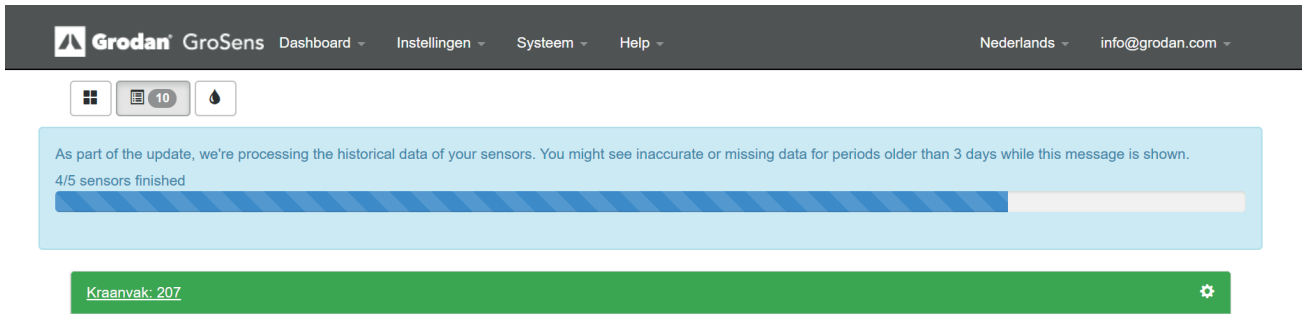 Grodan® GroSens Dashboard Instellingen Systeem Help Nederlands info@grodan.com
10
As part of the update, we're processing the historical data of your sensors. You might see inaccurate or missing data for periods older than 3 days while this message is shown.
4/5 sensors finished
Kraanvak: 207